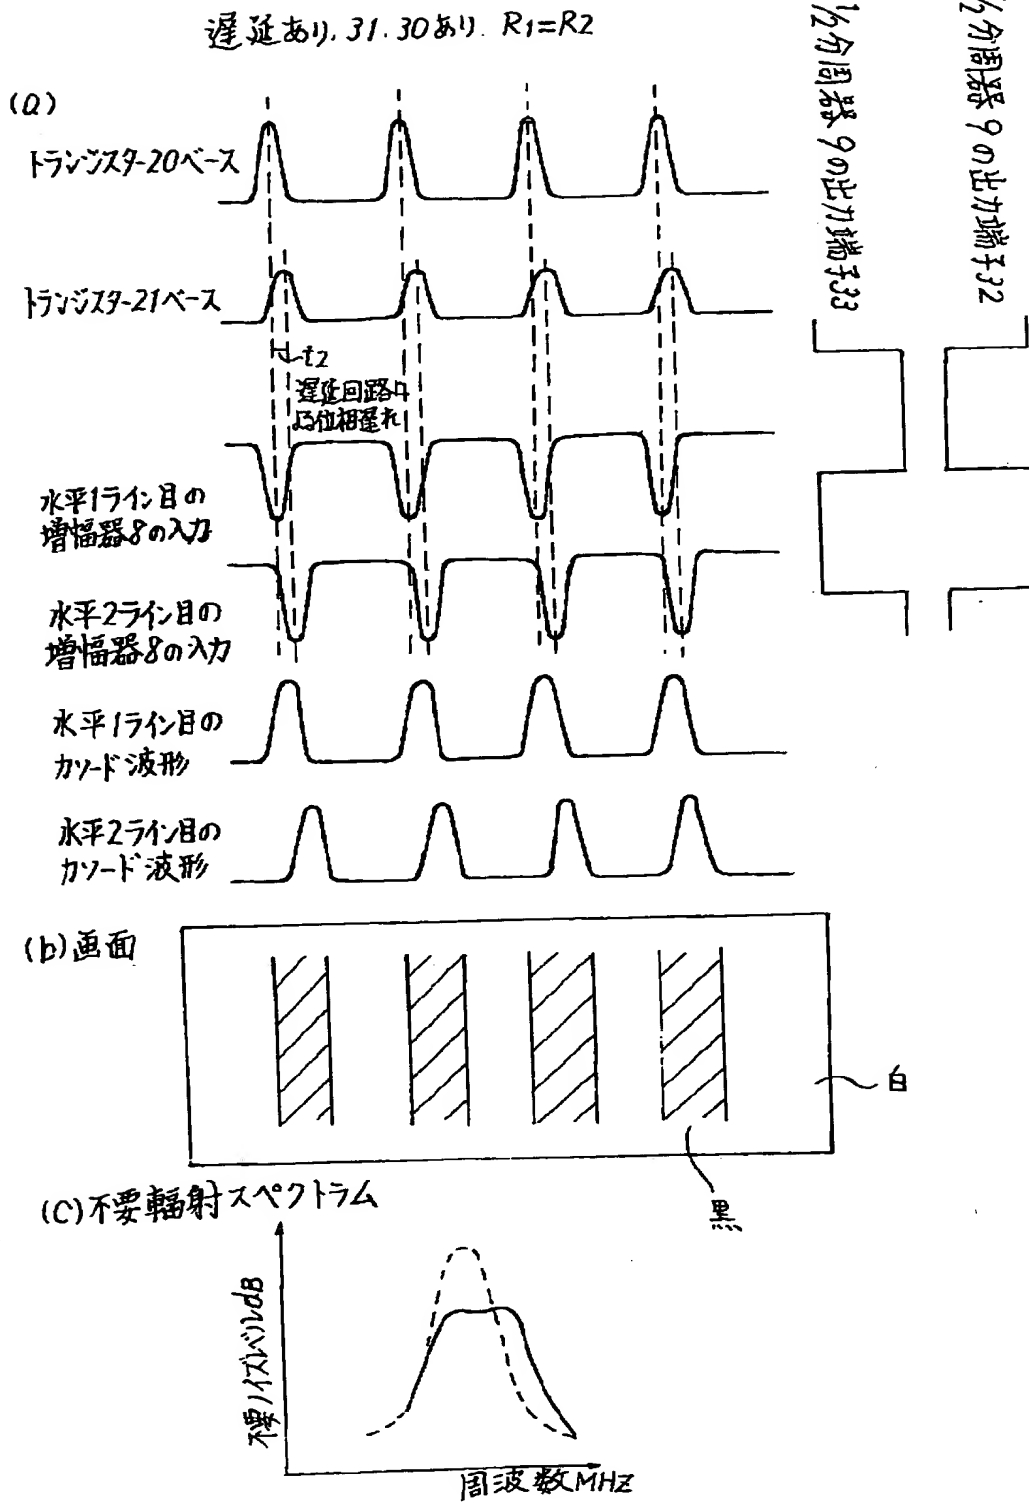 遅延あり, 31. 30あり. R1=R2
(a)
トランジスター20ベース
トランジスター21ベース
t2
遅延回路に
よる位相遅れ
水平1ライン目の
増幅器8の入力
水平2ライン目の
増幅器8の入力
水平1ライン目の
カソード波形
水平2ライン目の
カソード波形
1/2分周器9の出力端子32
1/2分周器9の出力端子33
(b)画面
白
黒
(C)不要輻射スペクトラム
不要ノイズレベルdB
周波数MHZ